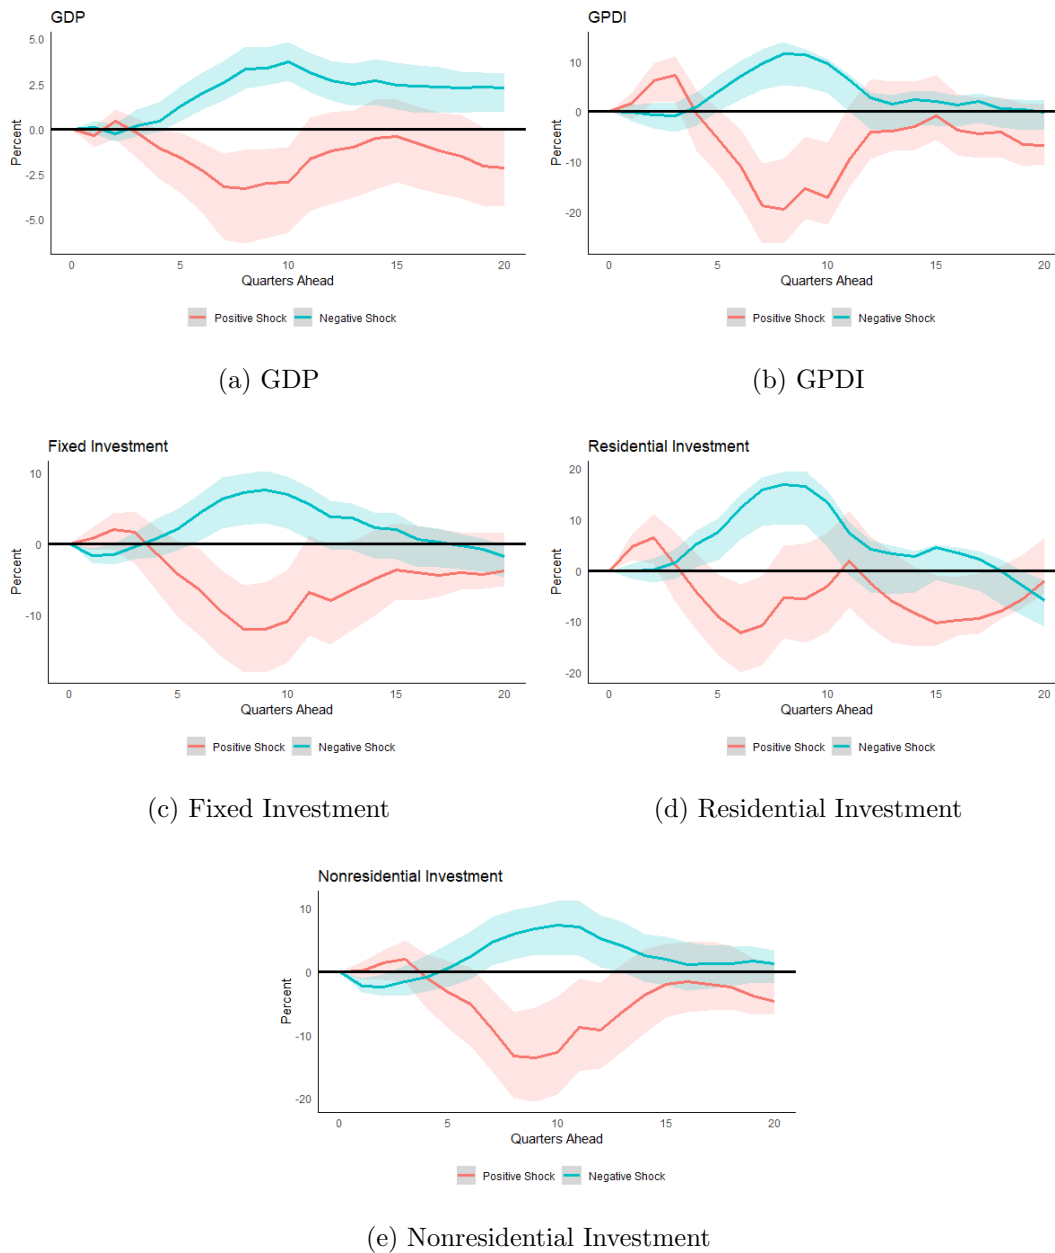 GDP
5.0
2.5
0.0
-2.5
-5.0
Percent
0 5 10 15 20
Quarters Ahead
Positive Shock Negative Shock
(a) GDP
GPDI
10
0
-10
-20
Percent
0 5 10 15 20
Quarters Ahead
Positive Shock Negative Shock
(b) GPDI
Fixed Investment
10
0
-10
Percent
0 5 10 15 20
Quarters Ahead
Positive Shock Negative Shock
(c) Fixed Investment
Residential Investment
20
10
0
-10
-20
Percent
0 5 10 15 20
Quarters Ahead
Positive Shock Negative Shock
(d) Residential Investment
Nonresidential Investment
10
0
-10
-20
Percent
0 5 10 15 20
Quarters Ahead
Positive Shock Negative Shock
(e) Nonresidential Investment